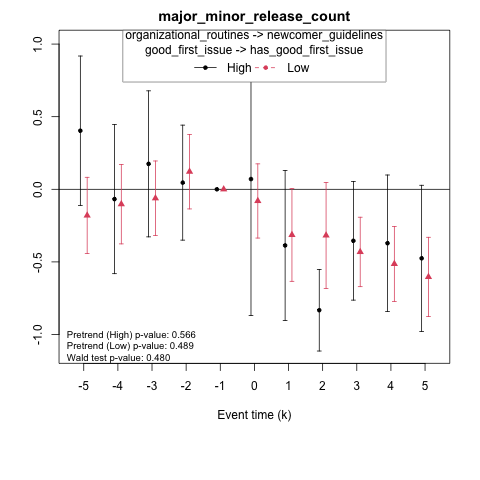 major_minor_release_count
organizational_routines -> newcomer_guidelines
good_first_issue -> has_good_first_issue
High Low
1.0
0.5
0.0
-0.5
-1.0
Pretrend (High) p-value: 0.566
Pretrend (Low) p-value: 0.489
Wald test p-value: 0.480
-5 -4 -3 -2 -1 0 1 2 3 4 5
Event time (k)